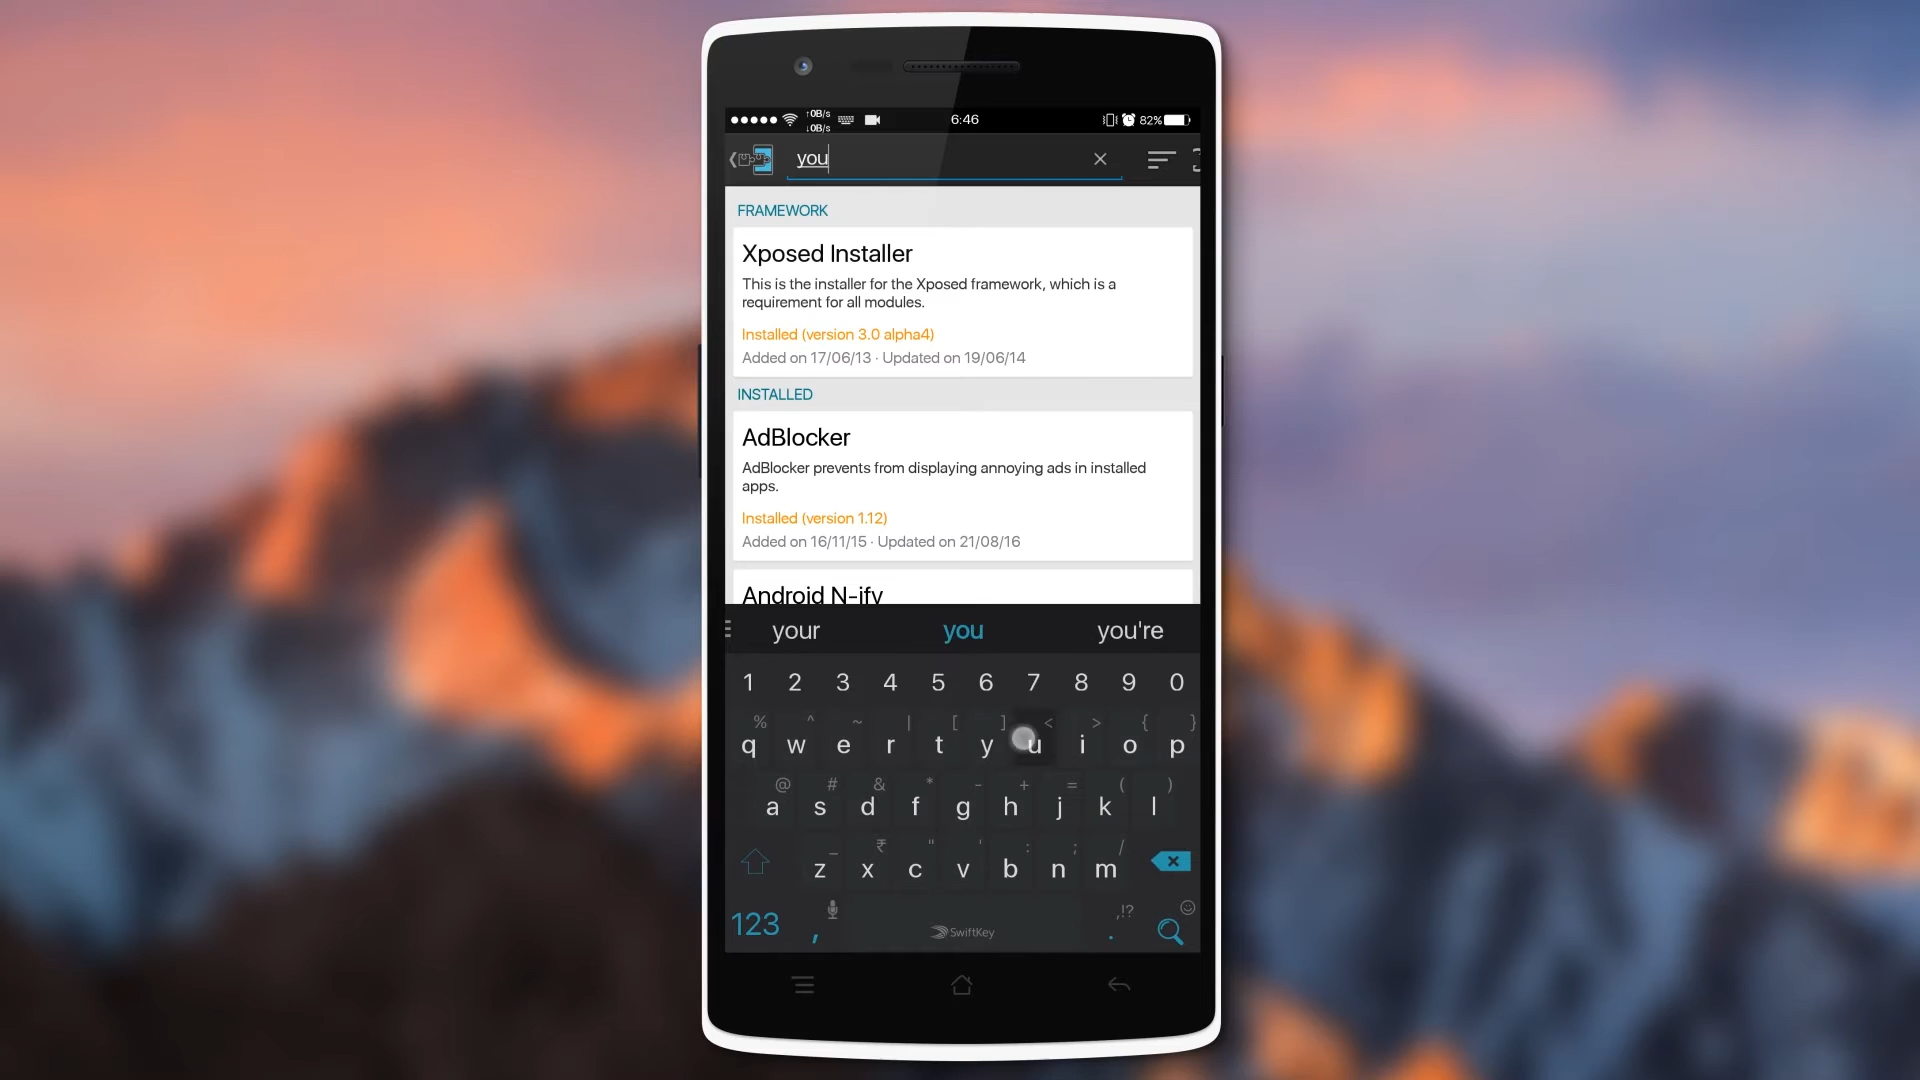 ↑0B/s
↓0B/s
6:46
82%
you
FRAMEWORK
Xposed Installer
This is the installer for the Xposed framework, which is a
requirement for all modules.
Installed (version 3.0 alpha4)
Added on 17/06/13 · Updated on 19/06/14
INSTALLED
AdBlocker
AdBlocker prevents from displaying annoying ads in installed
apps.
Installed (version 1.12)
Added on 16/11/15 · Updated on 21/08/16
Android N-ify
your you you're
1 2 3 4 5 6 7 8 9 0
% ^ ~ | [ ] < > { }
q w e r t y u i o p
@ # & * - + = ( )
a s d f g h j k l
_ ₹ " ' : ; /
z x c v b n m
,!?
123 , SwiftKey .